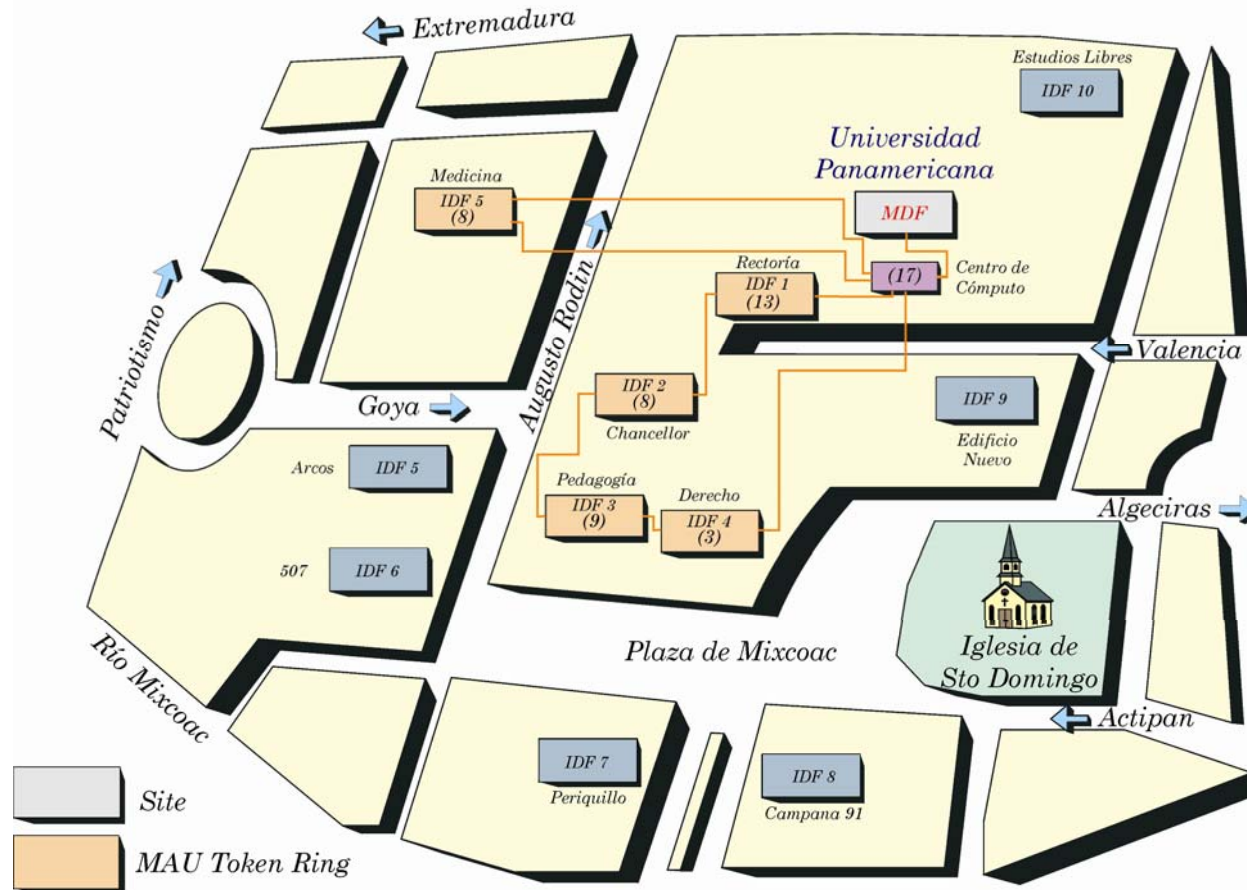 Extremadura
Estudios Libres
IDF 10
Universidad
Panamericana
Medicina
IDF 5
(8)
MDF
Rectoría
IDF 1
(13)
(17)
Centro de
Cómputo
Patriotismo
Augusto Rodin
Valencia
Goya
IDF 2
(8)
Chancellor
IDF 9
Edificio
Nuevo
Arcos
IDF 5
Pedagogía
IDF 3
(9)
Derecho
IDF 4
(3)
Algeciras
507
IDF 6
Río Mixcoac
Plaza de Mixcoac
Iglesia de
Sto Domingo
Actipan
IDF 7
Periquillo
IDF 8
Campana 91
Site
MAU Token Ring